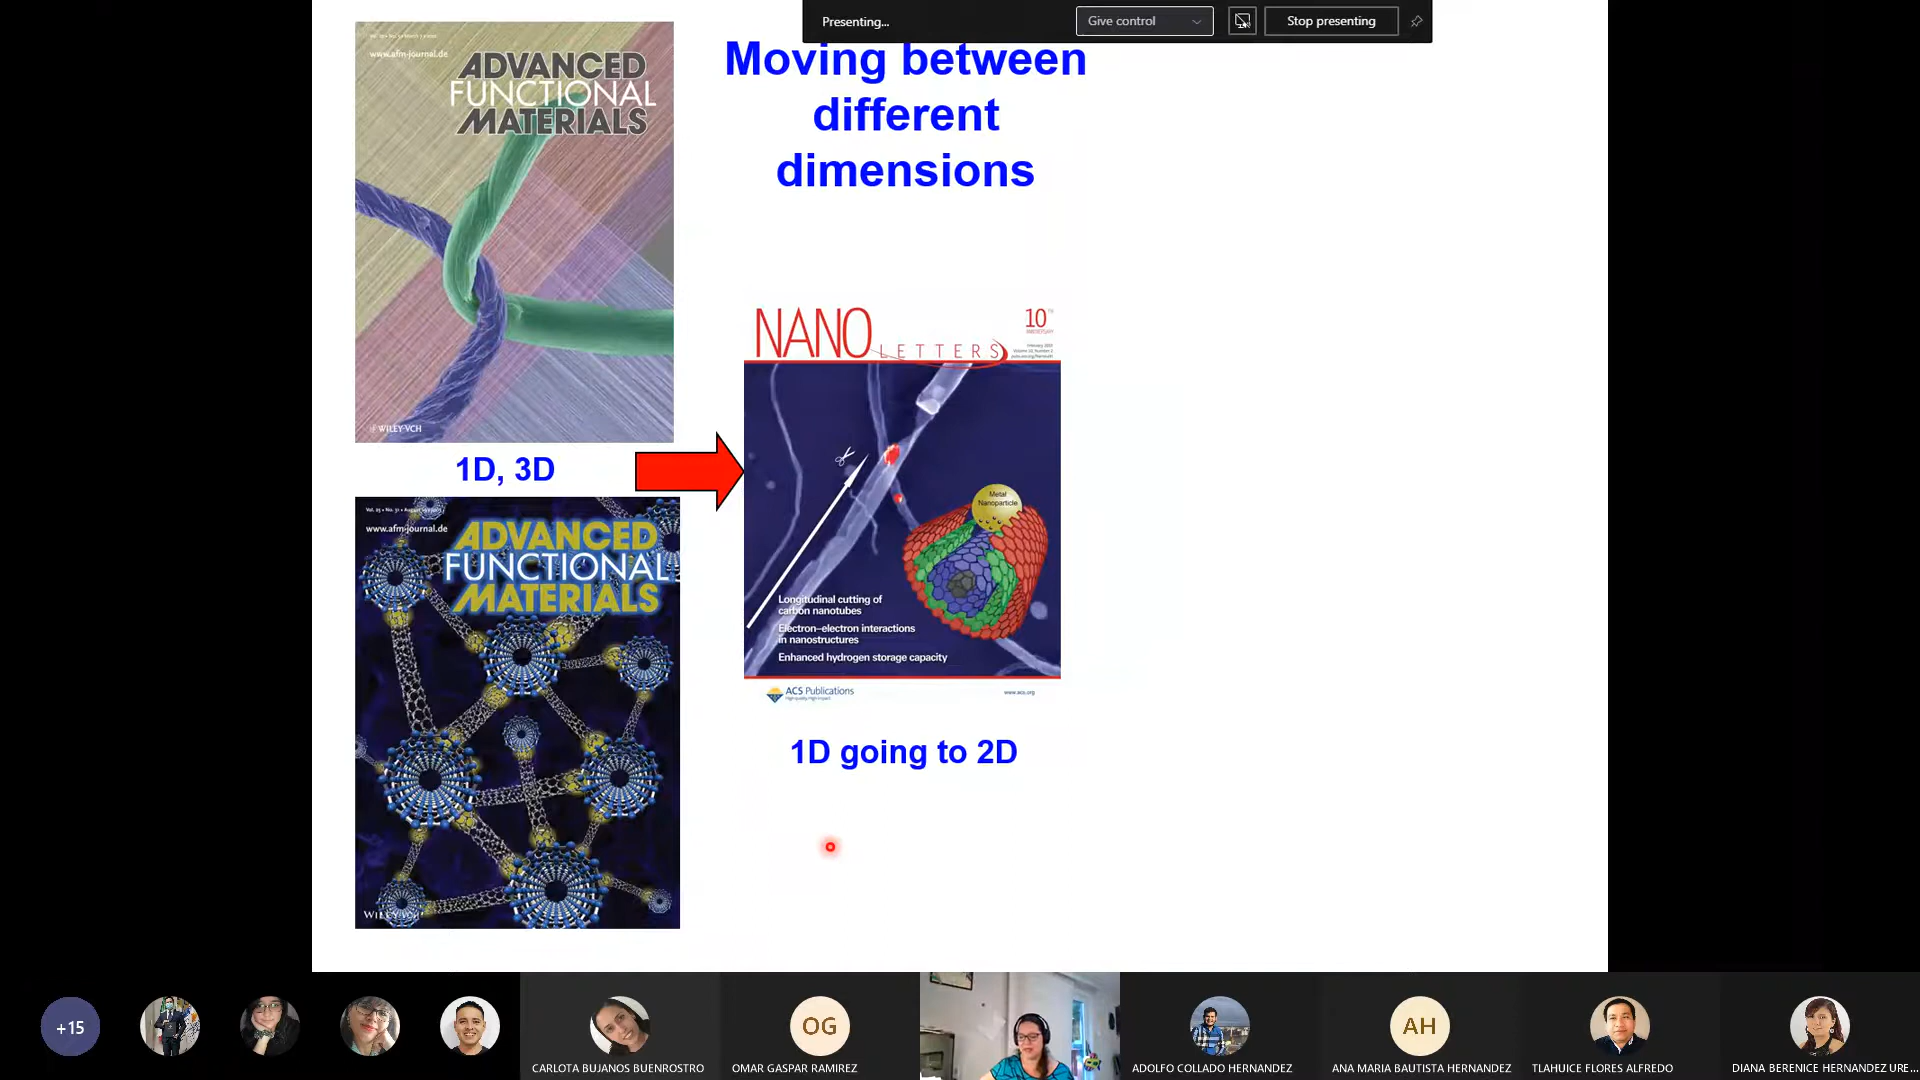 Presenting...
Give control
Stop presenting
www.afm-journal.de
ADVANCED
FUNCTIONAL
MATERIALS
WILEY-VCH
Moving between
different
dimensions
1D, 3D
www.afm-journal.de
ADVANCED
FUNCTIONAL
MATERIALS
WILEY-VCH
NANO
LETTERS
10TH
Metal
Nanoparticle
Longitudinal cutting of
carbon nanotubes
Electron–electron interactions
in nanostructures
Enhanced hydrogen storage capacity
ACS Publications
www.acs.org
1D going to 2D
+15
CARLOTA BUJANOS BUENROSTRO
OG
OMAR GASPAR RAMIREZ
ADOLFO COLLADO HERNANDEZ
AH
ANA MARIA BAUTISTA HERNANDEZ
TLAHUICE FLORES ALFREDO
DIANA BERENICE HERNANDEZ URE...